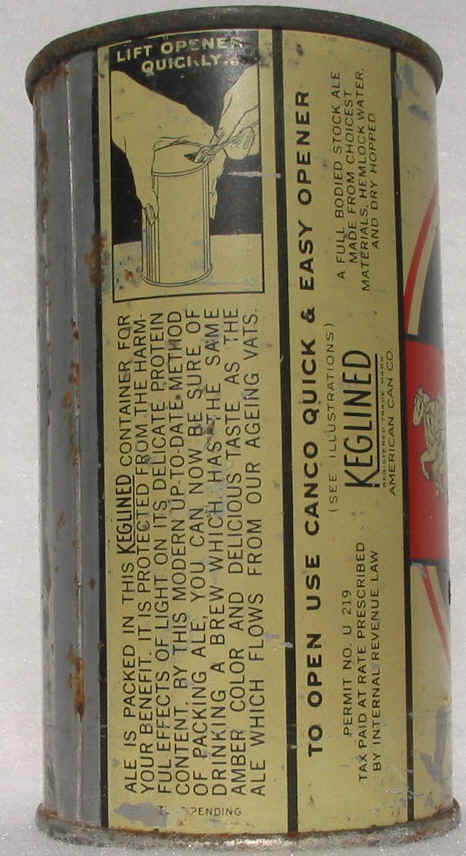 LIFT OPENER
QUICKLY...
ALE IS PACKED IN THIS KEGLINED CONTAINER FOR
YOUR BENEFIT. IT IS PROTECTED FROM THE HARM-
FUL EFFECTS OF LIGHT ON ITS DELICATE PROTEIN
CONTENT. BY THIS MODERN UP-TO-DATE METHOD
OF PACKING ALE, YOU CAN NOW BE SURE OF
DRINKING A BREW WHICH HAS THE SAME
AMBER COLOR AND DELICIOUS TASTE AS THE
ALE WHICH FLOWS FROM OUR AGEING VATS.
PENDING
TO OPEN USE CANCO QUICK & EASY OPENER
(SEE ILLUSTRATIONS)
PERMIT NO. U 219
TAX PAID AT RATE PRESCRIBED
BY INTERNAL REVENUE LAW
KEGLINED
REGISTERED TRADE MARK
AMERICAN CAN CO.
A FULL BODIED STOCK ALE
MADE FROM CHOICEST
MATERIALS, HEMLOCK WATER,
AND DRY HOPPED